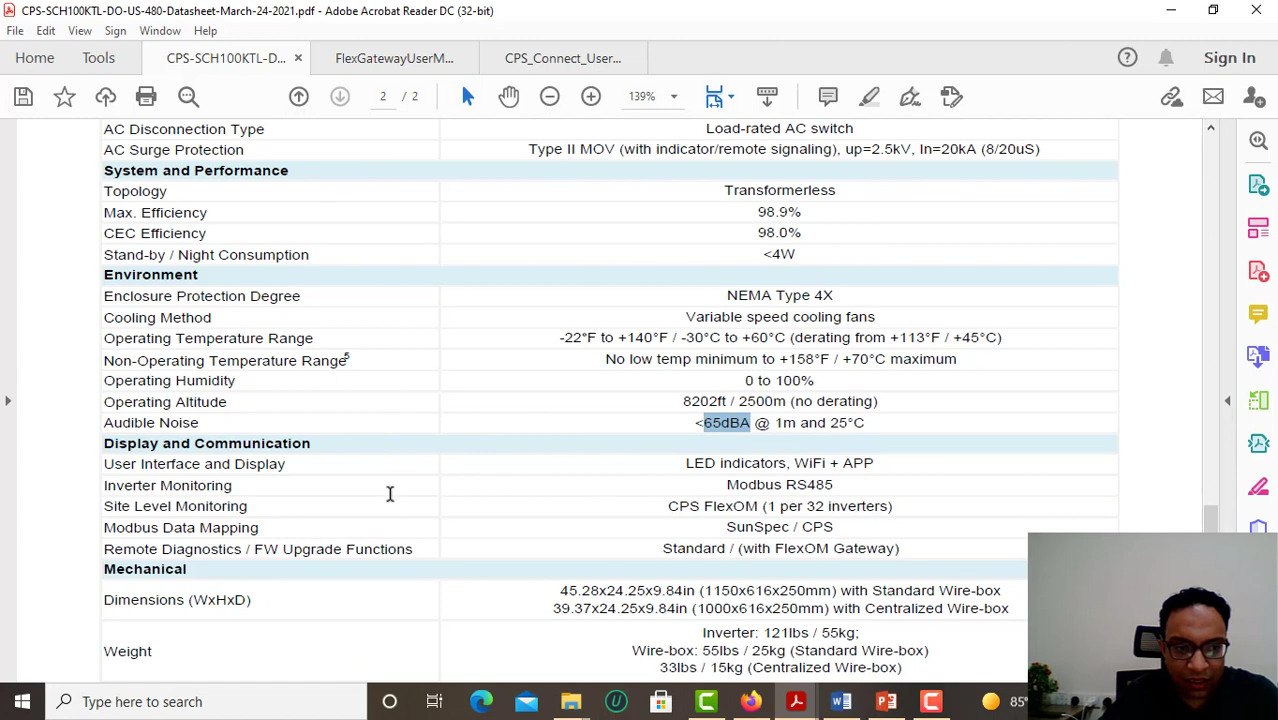 CPS-SCH100KTL-DO-US-480-Datasheet-March-24-2021.pdf - Adobe Acrobat Reader DC (32-bit)
File Edit View Sign Window Help
Home Tools CPS-SCH100KTL-D... FlexGatewayUserM... CPS_Connect_User... Sign In
2 / 2 139%
AC Disconnection Type Load-rated AC switch
AC Surge Protection Type II MOV (with indicator/remote signaling), up=2.5kV, In=20kA (8/20uS)
System and Performance
Topology Transformerless
Max. Efficiency 98.9%
CEC Efficiency 98.0%
Stand-by / Night Consumption <4W
Environment
Enclosure Protection Degree NEMA Type 4X
Cooling Method Variable speed cooling fans
Operating Temperature Range -22°F to +140°F / -30°C to +60°C (derating from +113°F / +45°C)
Non-Operating Temperature Range⁵ No low temp minimum to +158°F / +70°C maximum
Operating Humidity 0 to 100%
Operating Altitude 8202ft / 2500m (no derating)
Audible Noise <65dBA @ 1m and 25°C
Display and Communication
User Interface and Display LED indicators, WiFi + APP
Inverter Monitoring Modbus RS485
Site Level Monitoring CPS FlexOM (1 per 32 inverters)
Modbus Data Mapping SunSpec / CPS
Remote Diagnostics / FW Upgrade Functions Standard / (with FlexOM Gateway)
Mechanical
Dimensions (WxHxD) 45.28x24.25x9.84in (1150x616x250mm) with Standard Wire-box
39.37x24.25x9.84in (1000x616x250mm) with Centralized Wire-box
Weight Inverter: 121lbs / 55kg;
Wire-box: 55lbs / 25kg (Standard Wire-box)
33lbs / 15kg (Centralized Wire-box)
Type here to search 85°